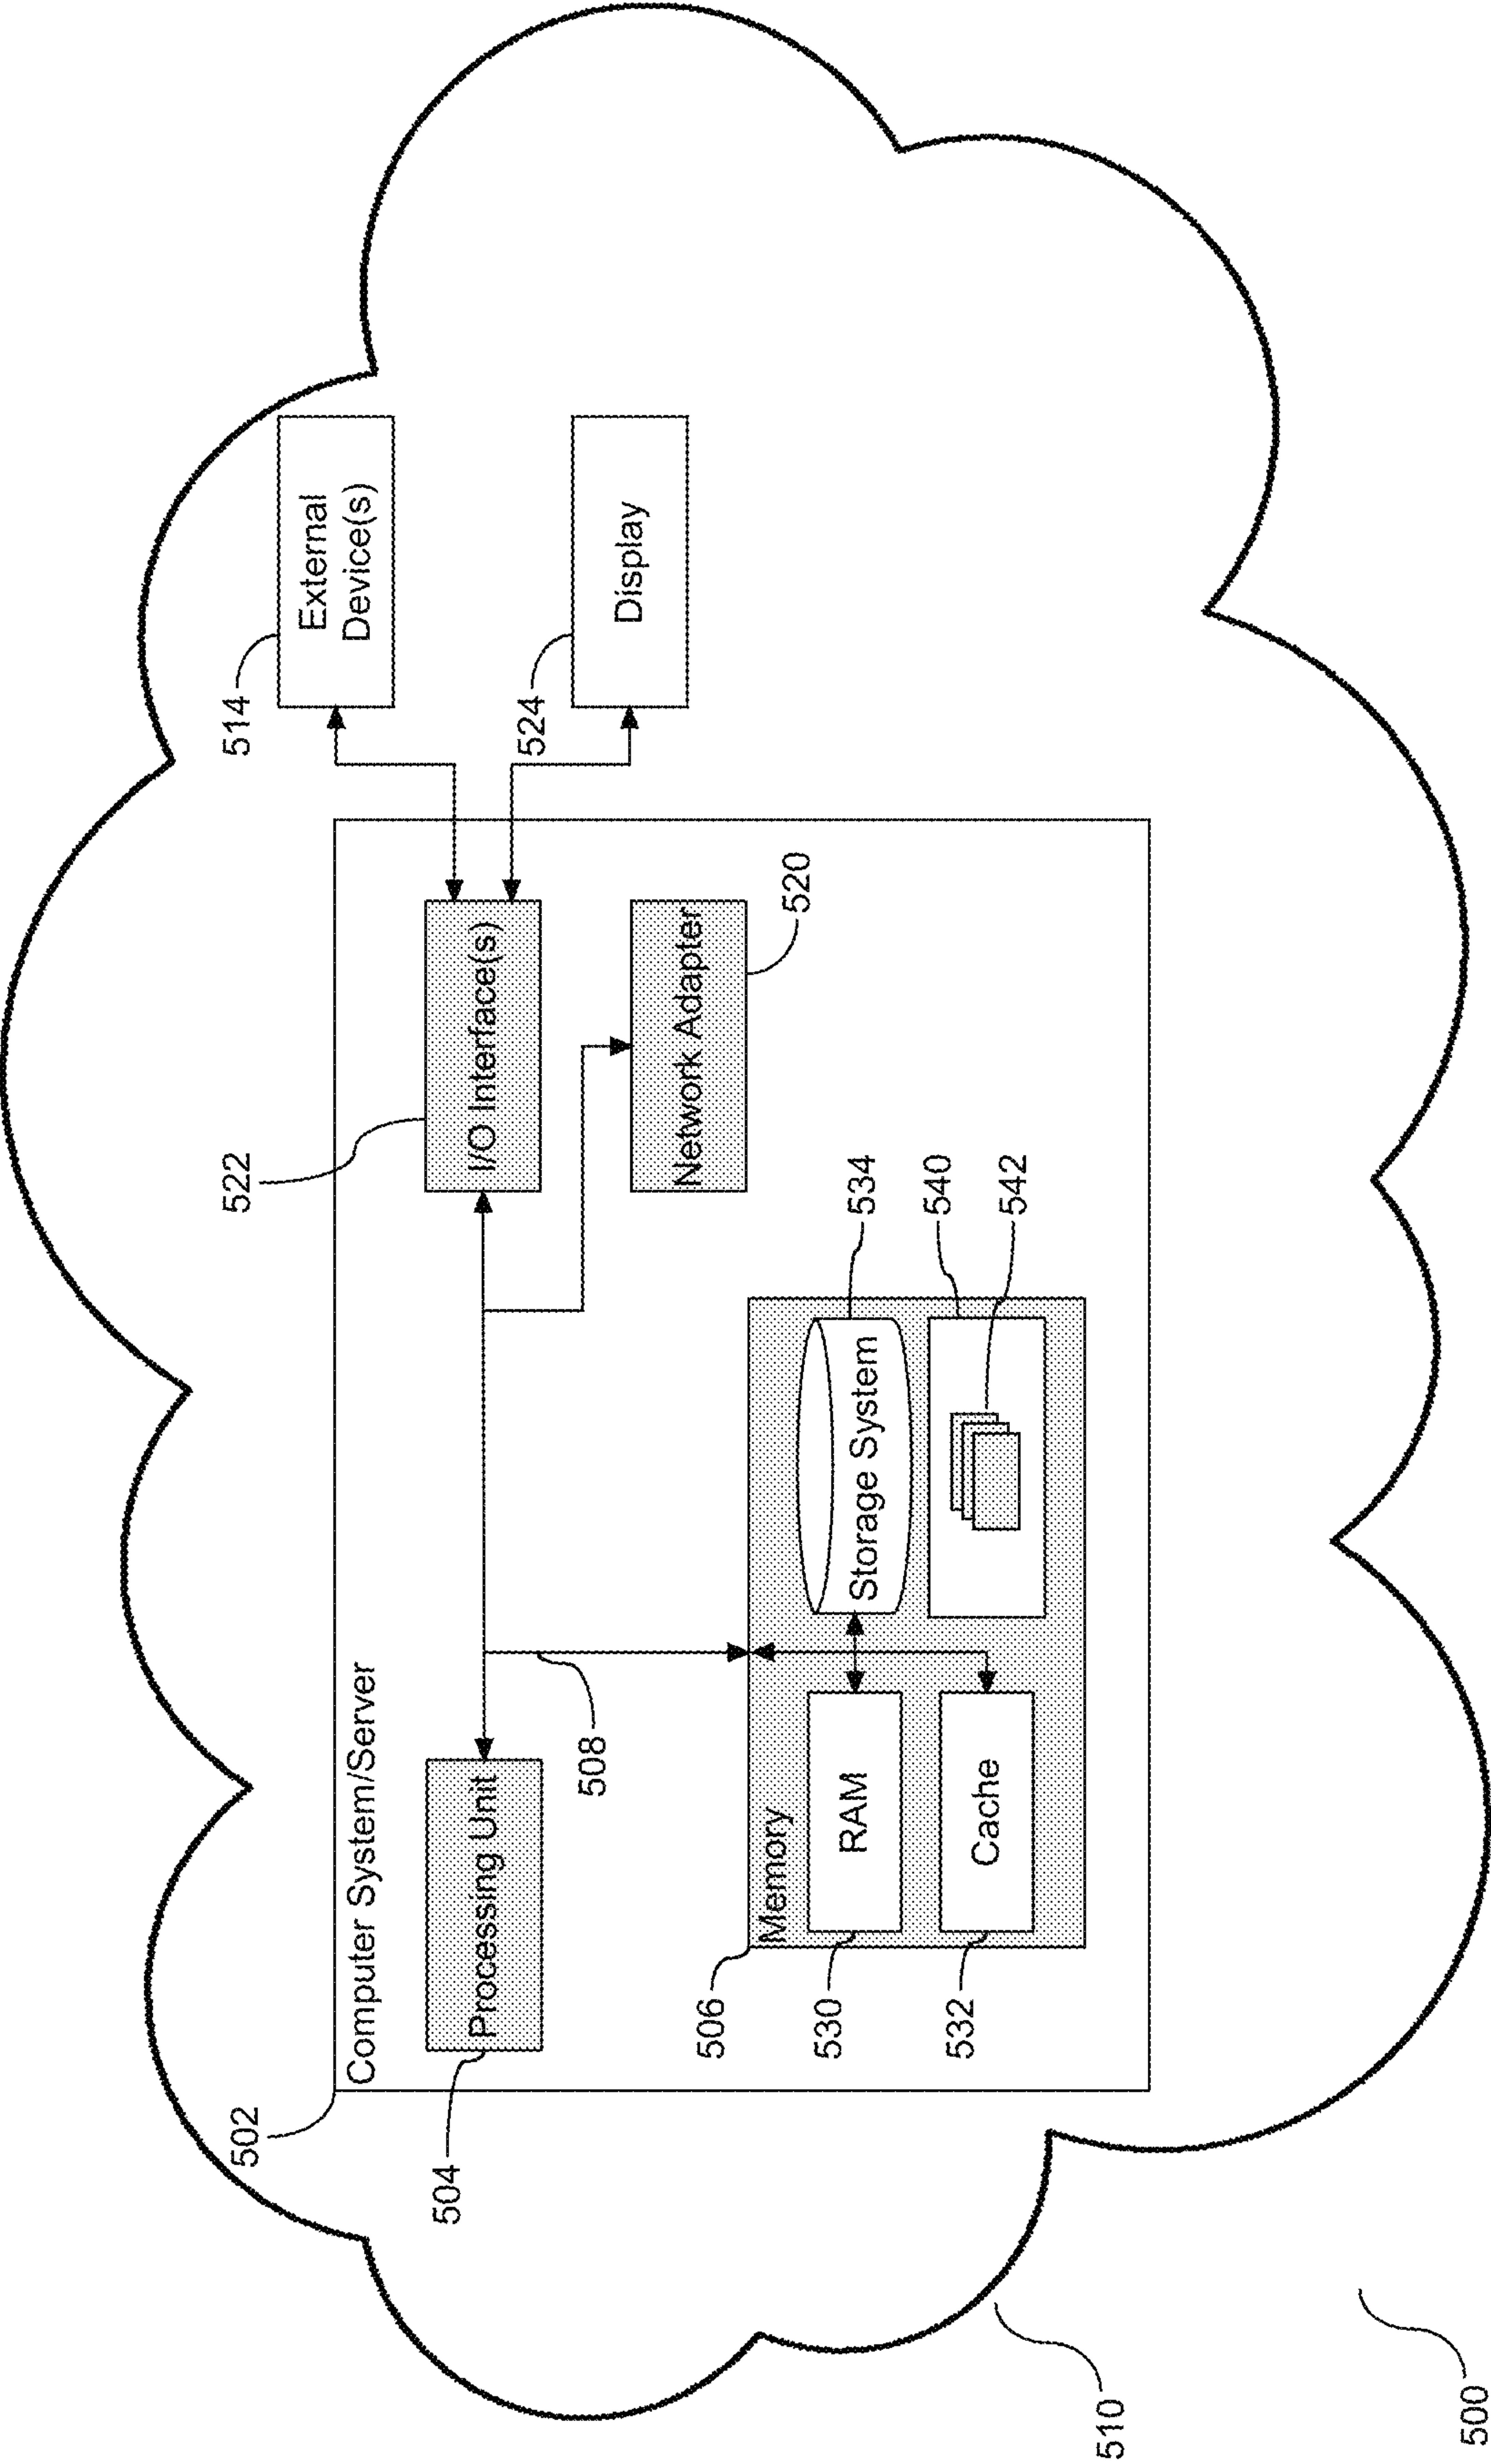 502
Computer System/Server
504
Processing Unit
508
522
I/O Interface(s)
514
External
Device(s)
524
Display
Network Adapter
520
506
Memory
530
RAM
532
Cache
Storage System
534
540
542
510
500